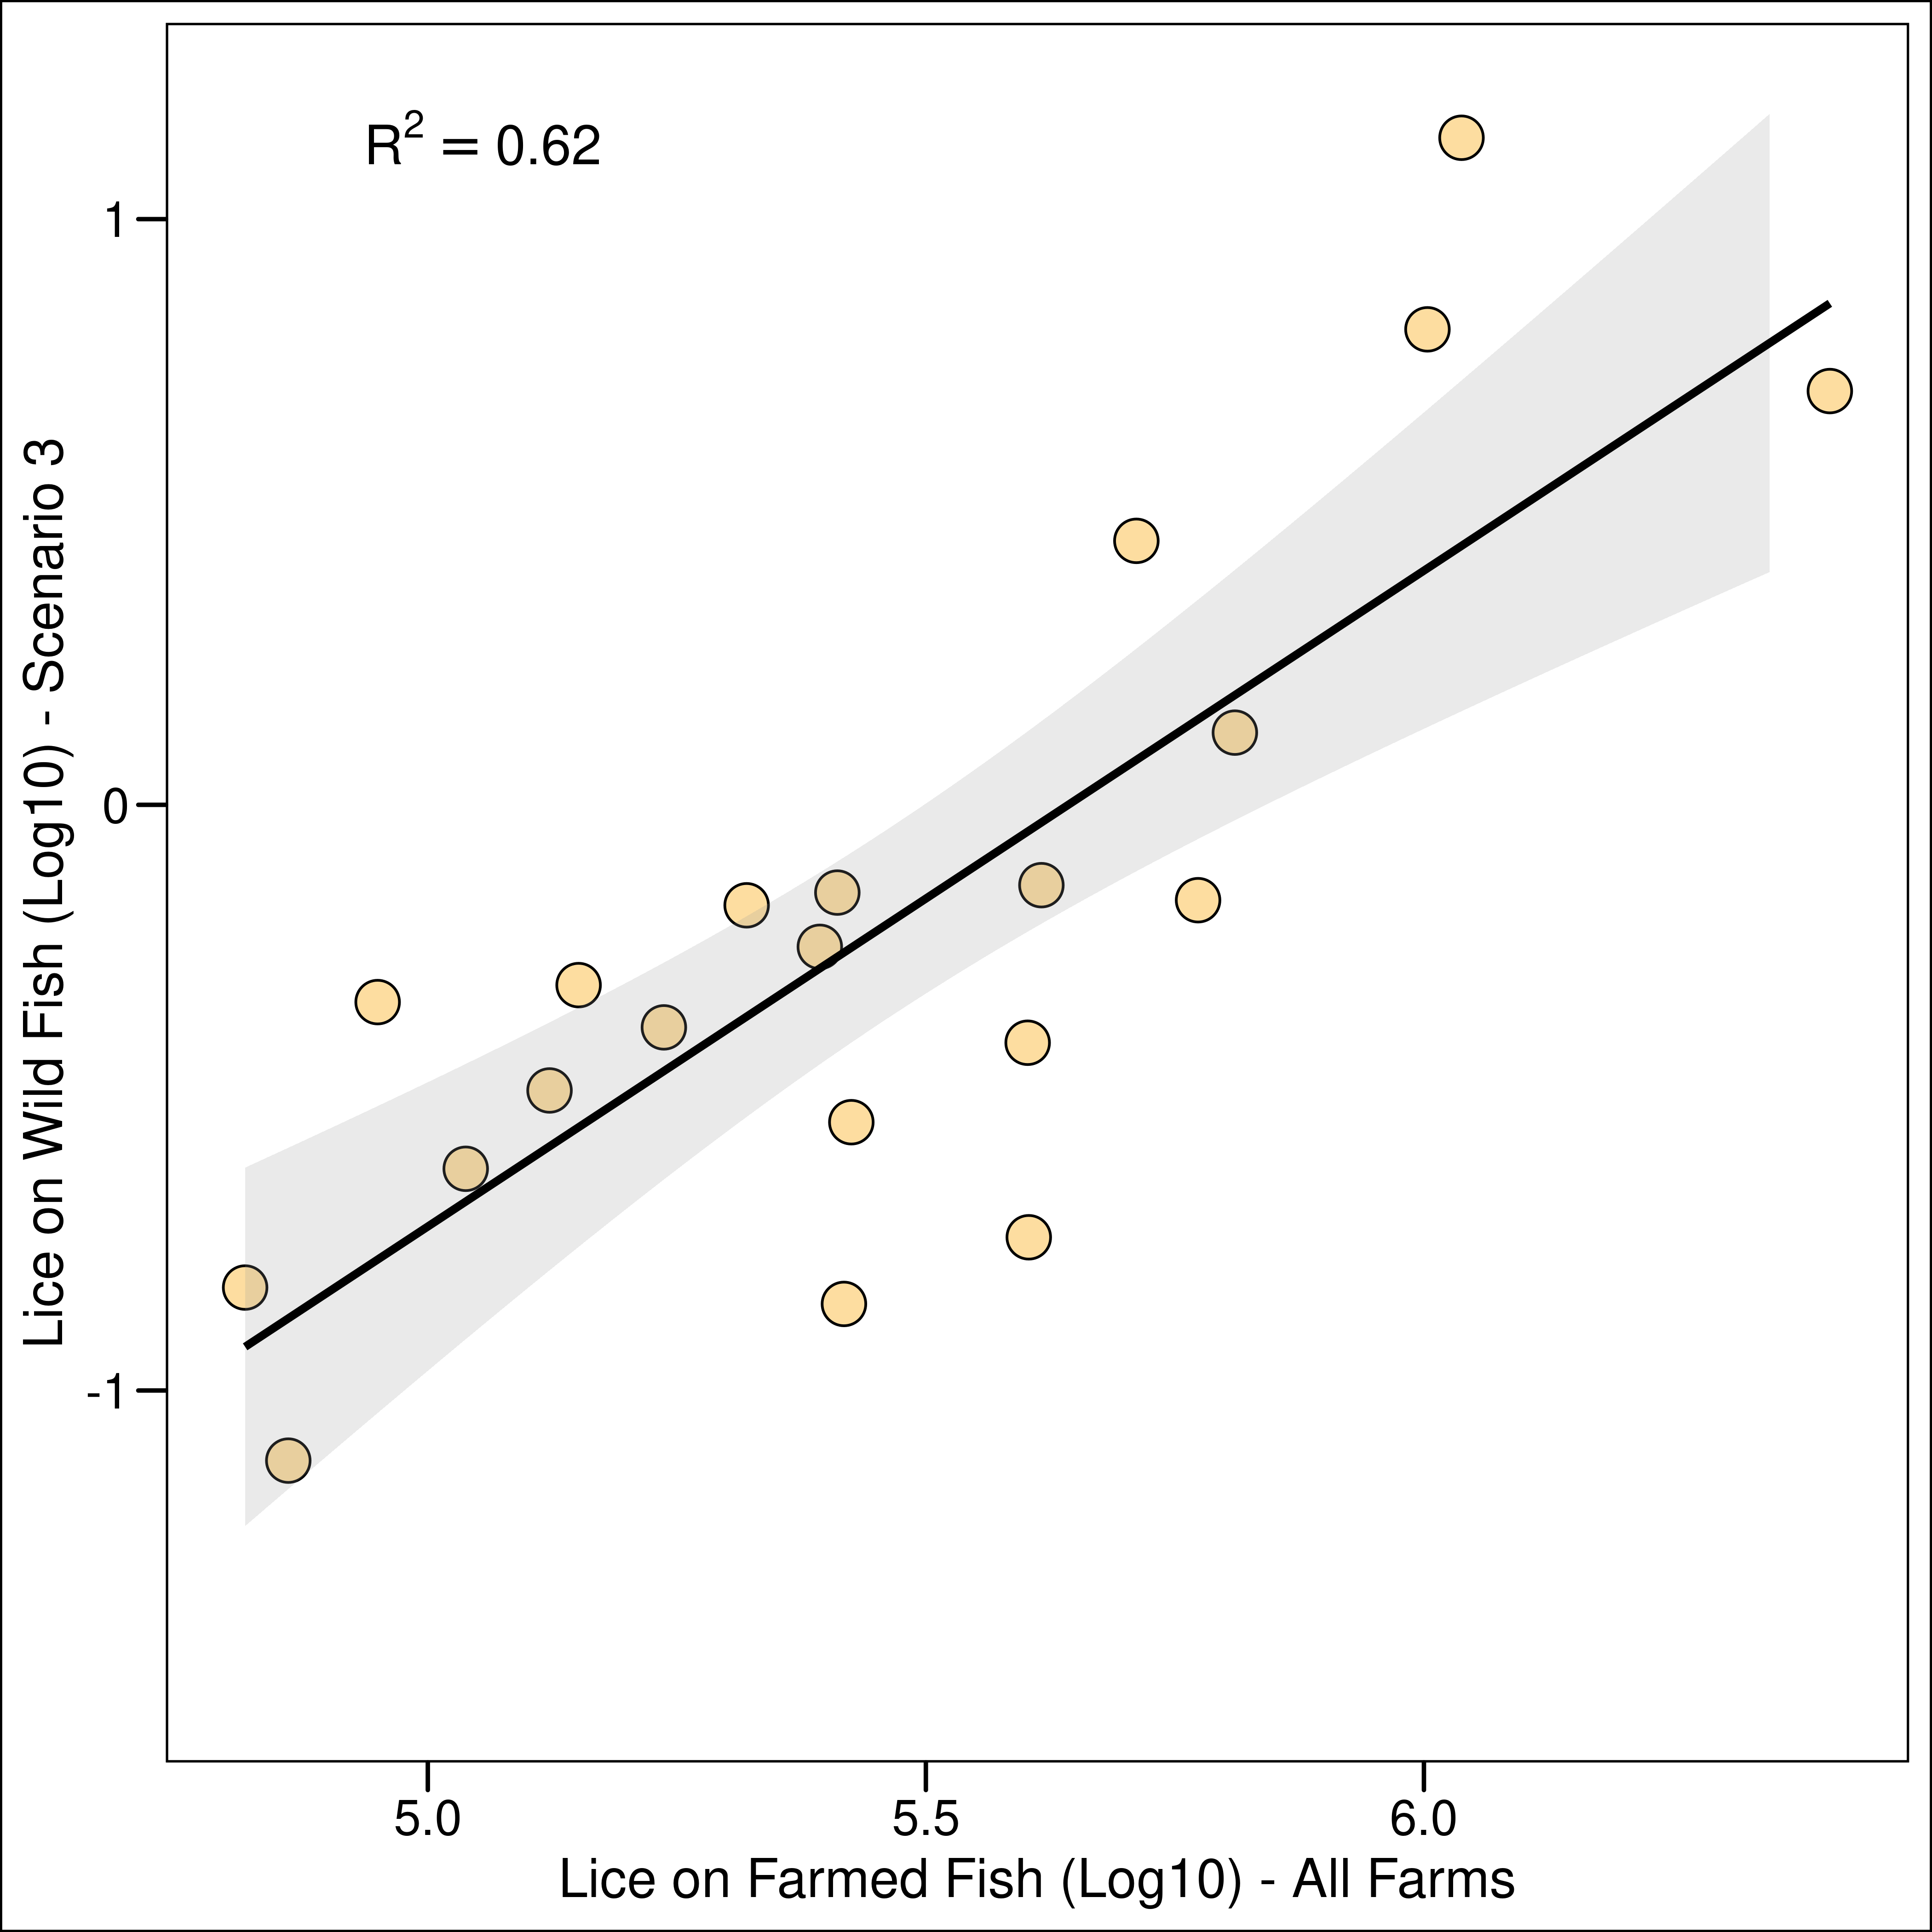 R² = 0.62
1
0
-1
Lice on Wild Fish (Log10) - Scenario 3
5.0
5.5
6.0
Lice on Farmed Fish (Log10) - All Farms